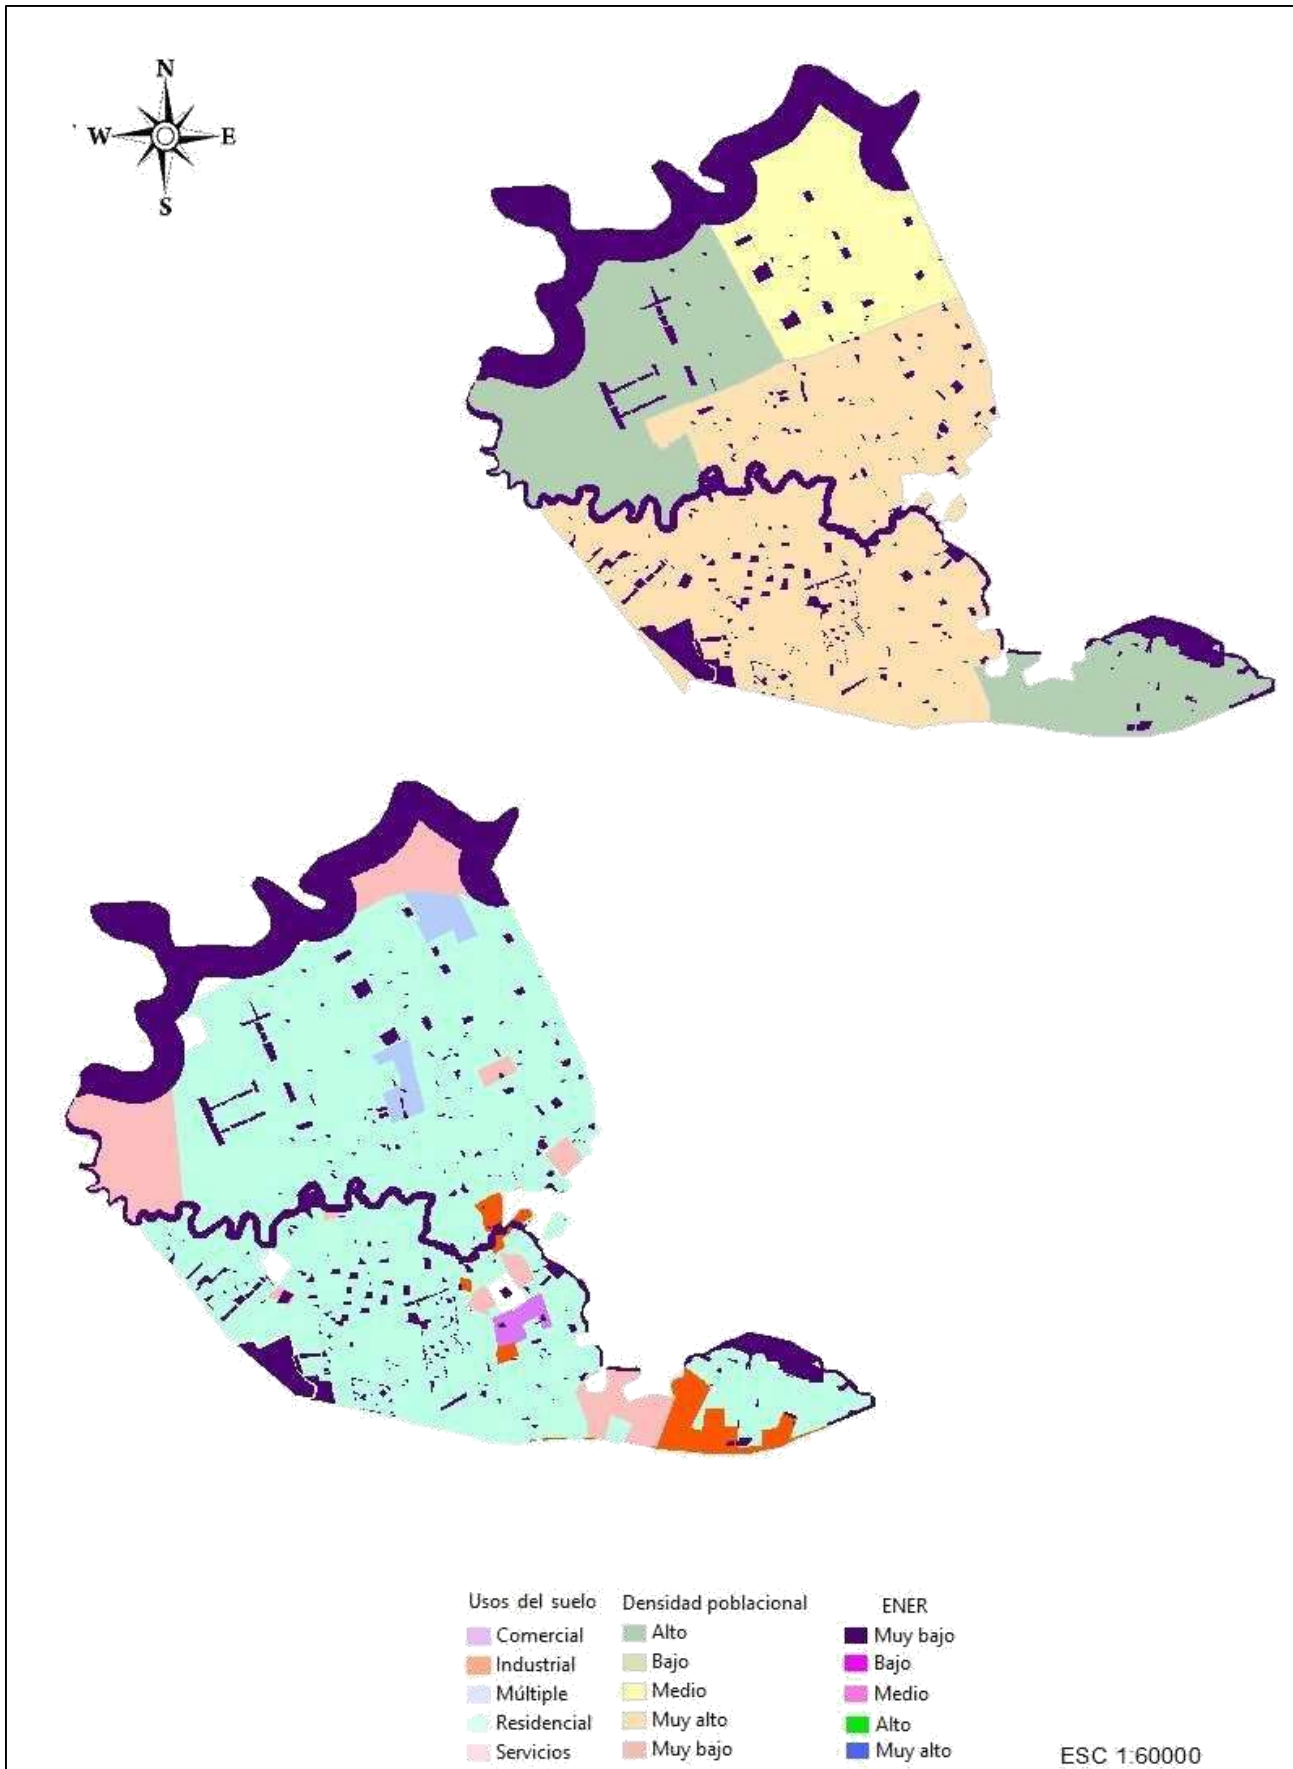 N
W E
S
Usos del suelo
Comercial
Industrial
Múltiple
Residencial
Servicios
Densidad poblacional
Alto
Bajo
Medio
Muy alto
Muy bajo
ENER
Muy bajo
Bajo
Medio
Alto
Muy alto
ESC 1:60000